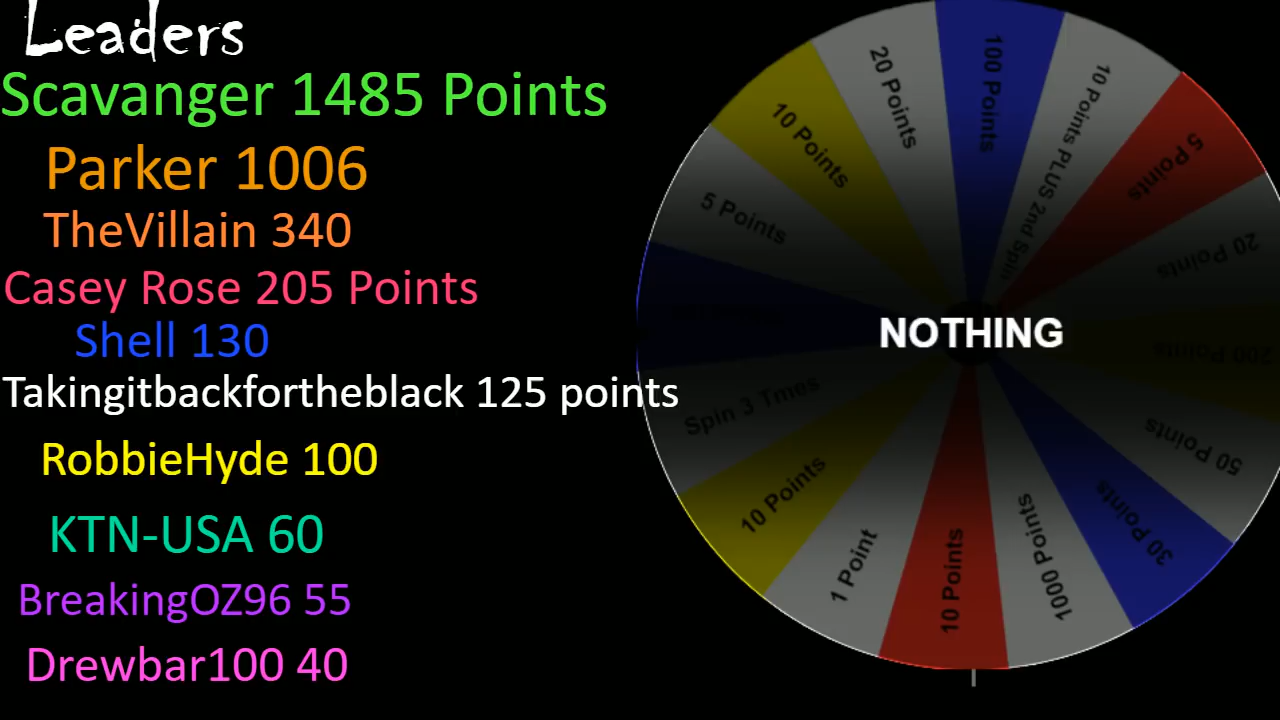 Leaders
Scavanger 1485 Points
Parker 1006
TheVillain 340
Casey Rose 205 Points
Shell 130
Takingitbackfortheblack 125 points
RobbieHyde 100
KTN-USA 60
BreakingOZ96 55
Drewbar100 40
100 Points
10 Points PLUS 2nd Spin
5 Points
20 Points
200 Points
50 Points
30 Points
1000 Points
10 Points
1 Point
10 Points
Spin 3 Tmes
5 Points
10 Points
20 Points
NOTHING